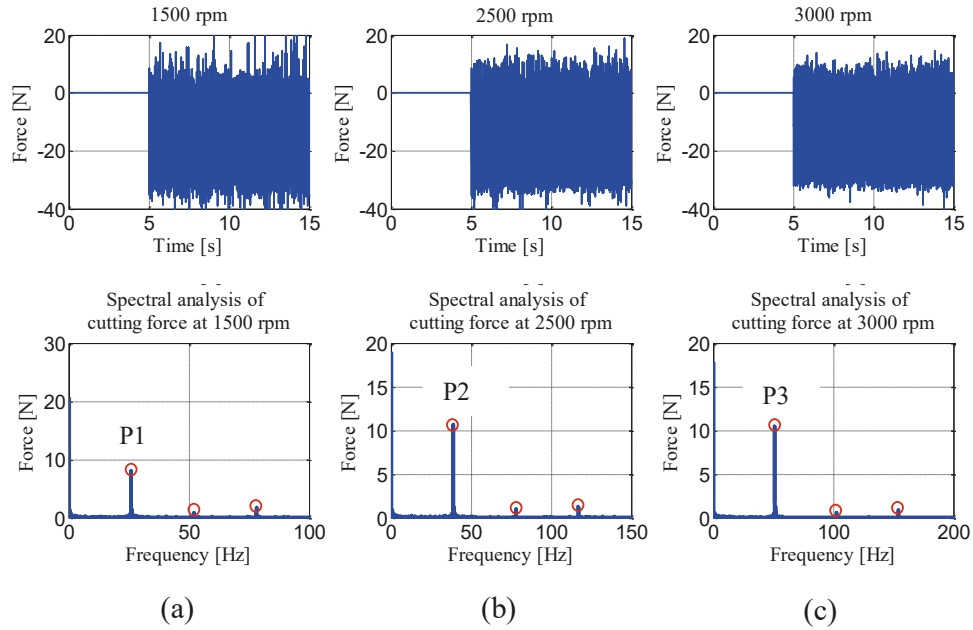 1500 rpm
20
0
-20
-40
0
5
10
15
Force [N]
Time [s]
2500 rpm
20
0
-20
-40
0
5
10
15
Force [N]
Time [s]
3000 rpm
20
0
-20
-40
0
5
10
15
Force [N]
Time [s]
Spectral analysis of
cutting force at 1500 rpm
30
20
10
0
0
50
100
P1
Force [N]
Frequency [Hz]
(a)
Spectral analysis of
cutting force at 2500 rpm
20
15
10
5
0
0
50
100
150
P2
Force [N]
Frequency [Hz]
(b)
Spectral analysis of
cutting force at 3000 rpm
20
15
10
5
0
0
100
200
P3
Force [N]
Frequency [Hz]
(c)